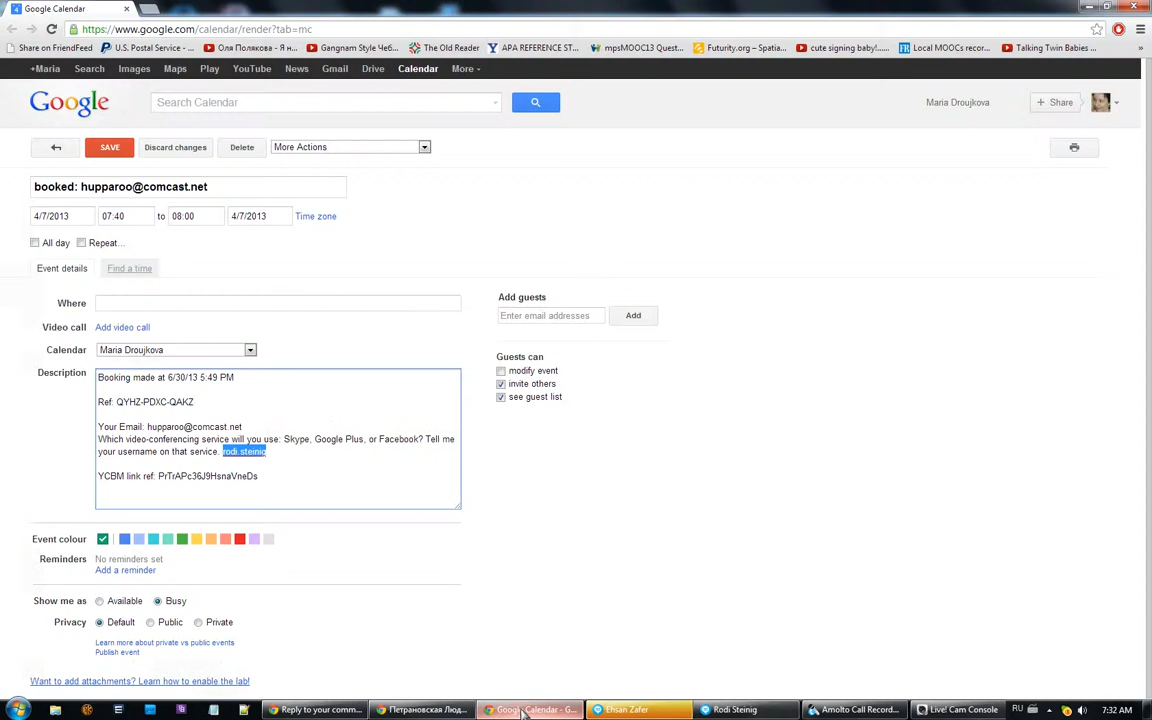 Google Calendar
https://www.google.com/calendar/render?tab=mc
Share on FriendFeed
U.S. Postal Service -
Оля Полякова - Я
Gangnam Style Чеб...
The Old Reader
APA REFERENCE ST...
mpsMOOC13 Quest...
Futurity.org – Spatia...
cute signing baby!....
Local MOOCs recor...
Talking Twin Babies ...
+Maria Search Images Maps Play YouTube News Gmail Drive Calendar More
Google
Search Calendar
Maria Droujkova
+ Share
SAVE
Discard changes
Delete
More Actions
booked: hupparoo@comcast.net
4/7/2013 07:40 to 08:00 4/7/2013 Time zone
All day Repeat...
Event details Find a time
Where
Video call Add video call
Calendar Maria Droujkova
Description
Booking made at 6/30/13 5:49 PM
Ref: QYHZ-PDXC-QAKZ
Your Email: hupparoo@comcast.net
Which video-conferencing service will you use: Skype, Google Plus, or Facebook? Tell me
your username on that service. rodi.steinig
YCBM link ref: PrTrAPc36J9HsnaVneDs
Add guests
Enter email addresses Add
Guests can
modify event
invite others
see guest list
Event colour
Reminders No reminders set
Add a reminder
Show me as Available Busy
Privacy Default Public Private
Learn more about private vs public events
Publish event
Want to add attachments? Learn how to enable the lab!
Reply to your comm...
Петрановская Люд...
Google Calendar - G...
Ehsan Zafer
Rodi Steinig
Amolto Call Record...
Live! Cam Console
RU
7:32 AM